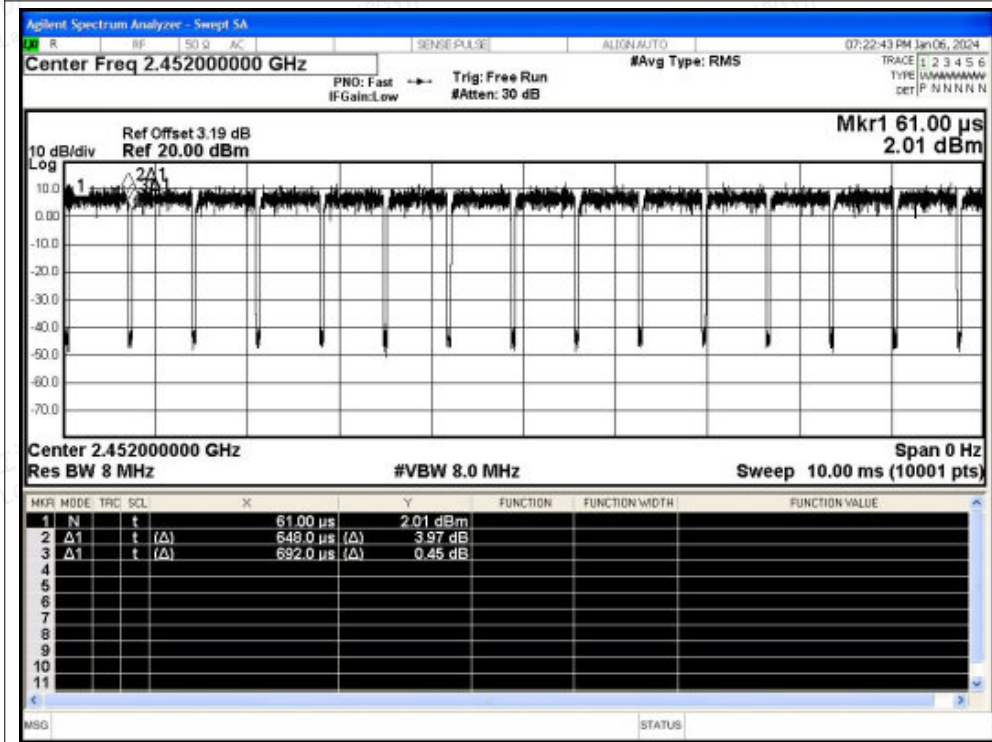 Agilent Spectrum Analyzer - Swept SA
LXI R RF 50 Ω AC SENSE:PULSE ALIGN AUTO 07:22:43 PM Jan 06, 2024
Center Freq 2.452000000 GHz #Avg Type: RMS TRACE 1 2 3 4 5 6
PNO: Fast Trig: Free Run TYPE
IFGain:Low #Atten: 30 dB DET P N N N N N
Mkr1 61.00 µs
Ref Offset 3.19 dB
10 dB/div Ref 20.00 dBm 2.01 dBm
Log
2Δ1
10.0 1 3Δ1
0.00
-10.0
-20.0
-30.0
-40.0
-50.0
-60.0
-70.0
Center 2.452000000 GHz Span 0 Hz
Res BW 8 MHz #VBW 8.0 MHz Sweep 10.00 ms (10001 pts)
MKR MODE TRC SCL X Y FUNCTION FUNCTION WIDTH FUNCTION VALUE
1 N t 61.00 µs 2.01 dBm
2 Δ1 t (Δ) 648.0 µs (Δ) 3.97 dB
3 Δ1 t (Δ) 692.0 µs (Δ) 0.45 dB
4
5
6
7
8
9
10
11
MSG STATUS